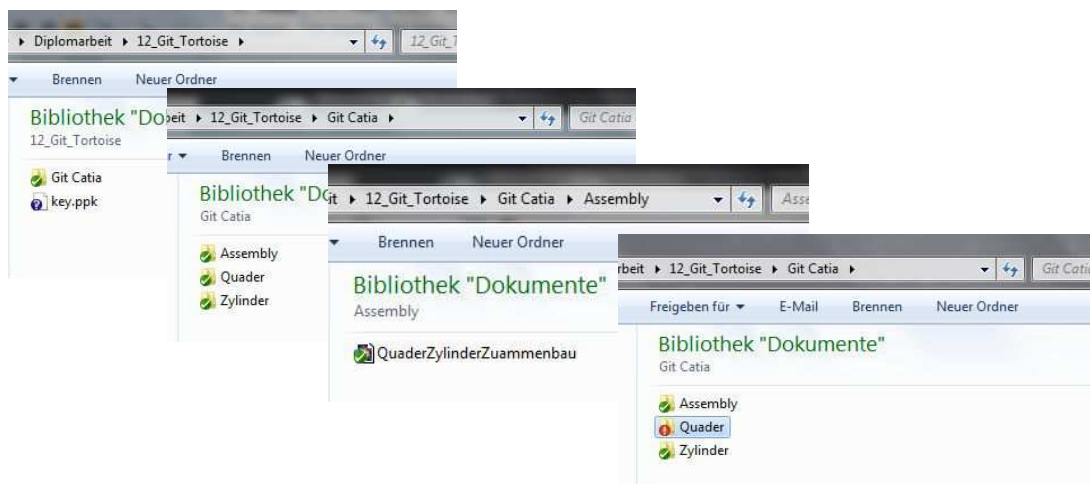 Diplomarbeit ▸ 12_Git_Tortoise ▸ 12_Git_T
Brennen Neuer Ordner
Bibliothek "Do
12_Git_Tortoise
Git Catia
key.ppk
beit ▸ 12_Git_Tortoise ▸ Git Catia ▸ Git Catia
Brennen Neuer Ordner
Bibliothek "Do
Git Catia
Assembly
Quader
Zylinder
it ▸ 12_Git_Tortoise ▸ Git Catia ▸ Assembly Asse
Brennen Neuer Ordner
Bibliothek "Dokumente"
Assembly
QuaderZylinderZuammenbau
rbeit ▸ 12_Git_Tortoise ▸ Git Catia ▸ Git Catia
Freigeben für E-Mail Brennen Neuer Ordner
Bibliothek "Dokumente"
Git Catia
Assembly
Quader
Zylinder